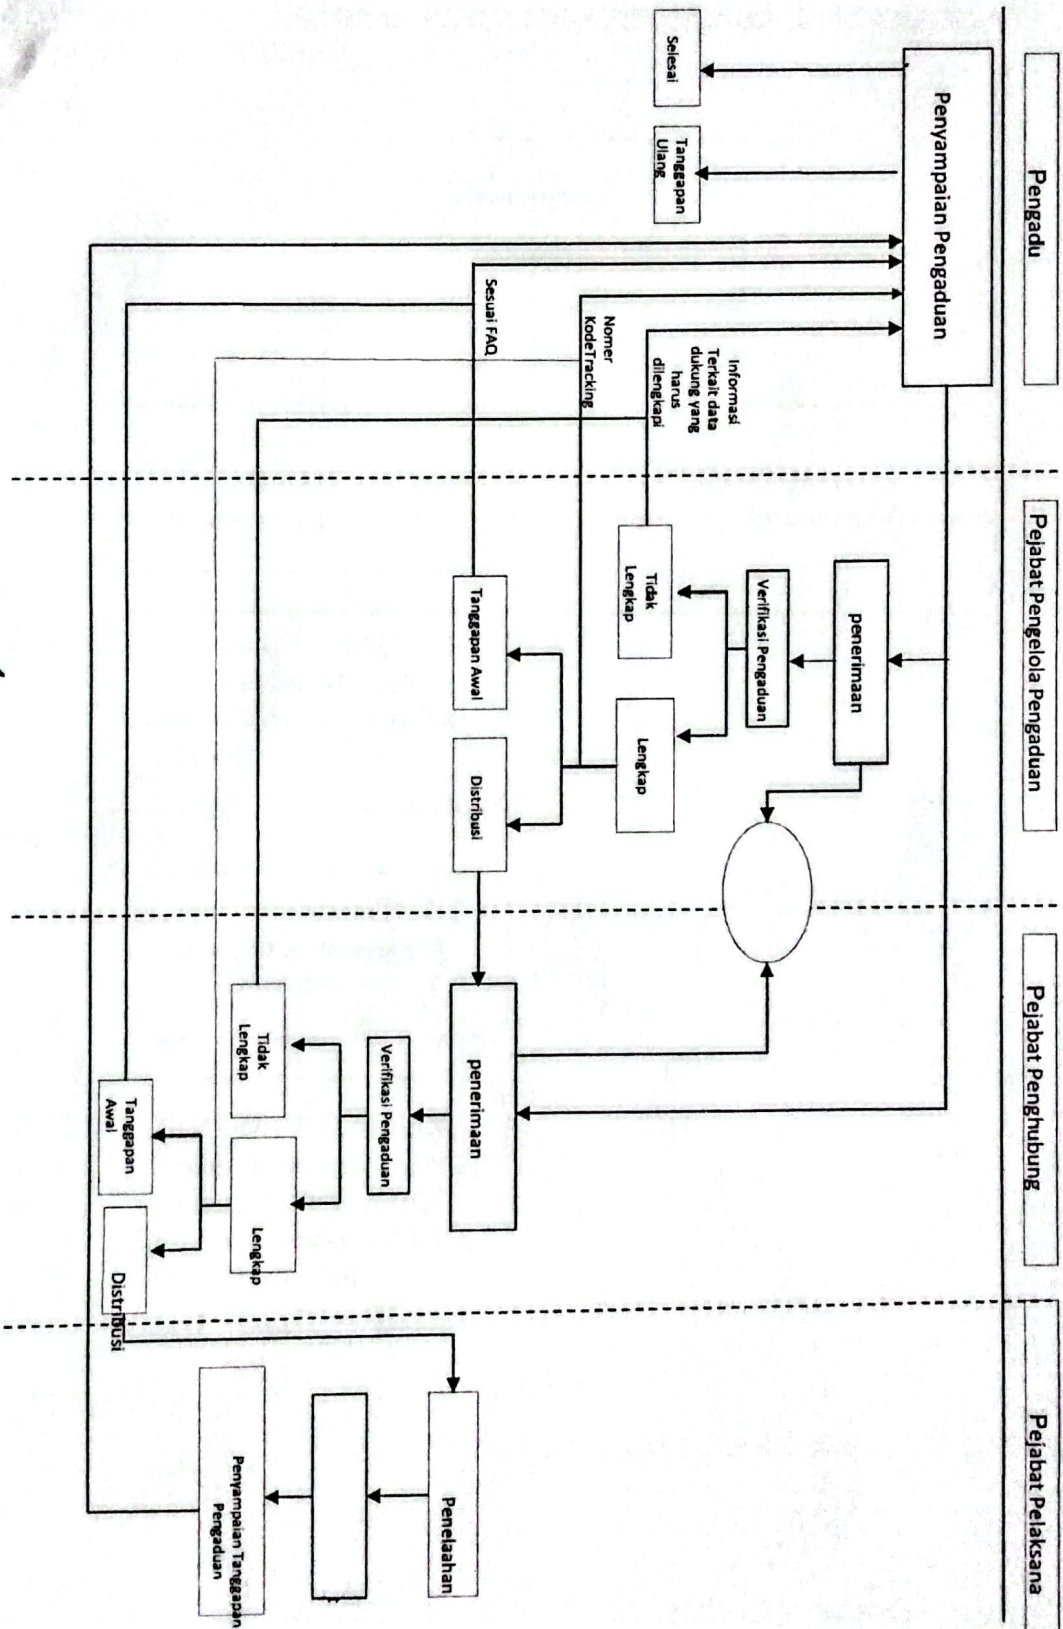 Pengadu
Pejabat Pengelola Pengaduan
Pejabat Penghubung
Pejabat Pelaksana
Penyampaian Pengaduan
Selesai
Tanggapan
Ulang
Informasi
Terkait data
dukung yang
harus
dilengkapi
Nomer
KodeTracking
Sesuai FAQ
penerimaan
Verifikasi Pengaduan
Tidak
Lengkap
Lengkap
Tanggapan Awal
Distribusi
penerimaan
Verifikasi Pengaduan
Tidak
Lengkap
Lengkap
Tanggapan
Awal
Distribusi
Penelaahan
Penyampaian Tanggapan
Pengaduan